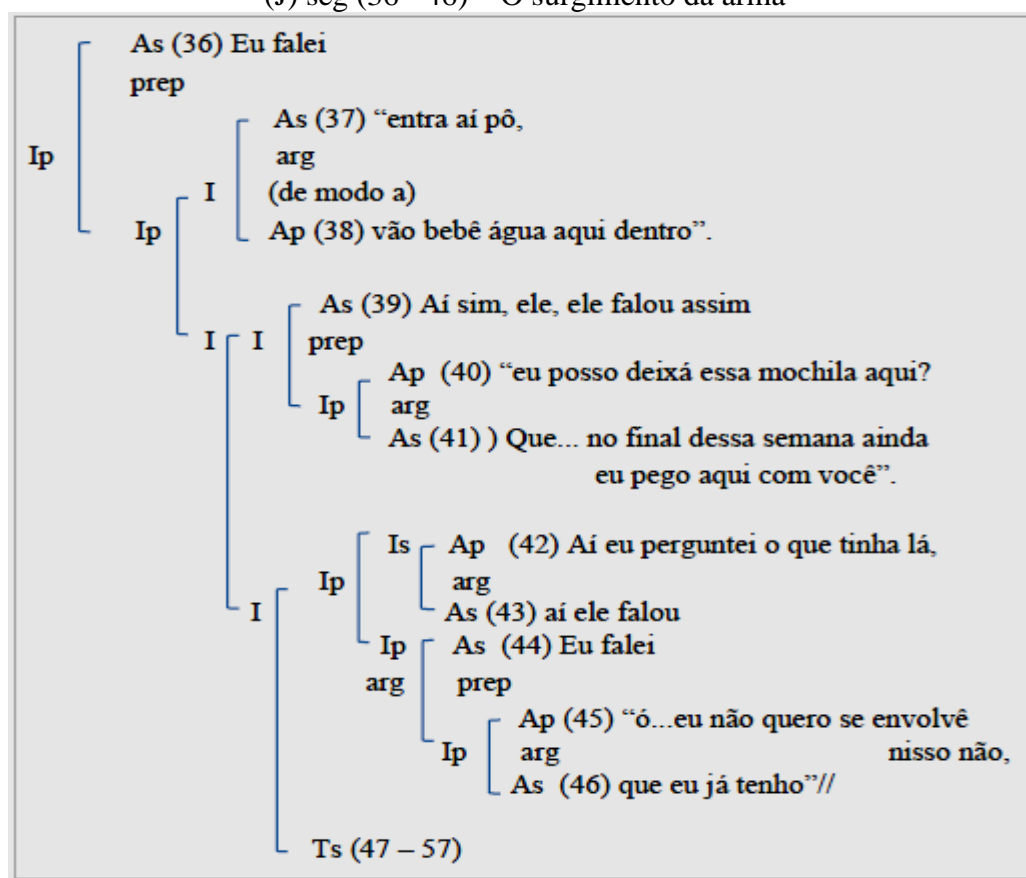 (J) seg (36 – 46) – O surgimento da arma
As (36) Eu falei
prep
As (37) “entra aí pô,
Ip
arg
I (de modo a)
Ip Ap (38) vão bebê água aqui dentro”.
As (39) Aí sim, ele, ele falou assim
I I prep
Ap (40) “eu posso deixá essa mochila aqui?
Ip arg
As (41) ) Que... no final dessa semana ainda
eu pego aqui com você”.
Is Ap (42) Aí eu perguntei o que tinha lá,
Ip arg
I As (43) aí ele falou
Ip As (44) Eu falei
arg prep
Ap (45) “ó...eu não quero se envolvê
Ip arg nisso não,
As (46) que eu já tenho”//
Ts (47 – 57)